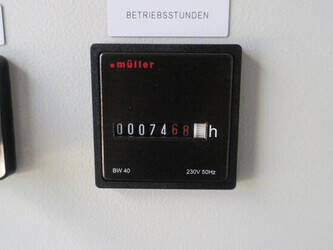 BETRIEBSSTUNDEN
müller
0007468 h
BW 40 230V 50Hz